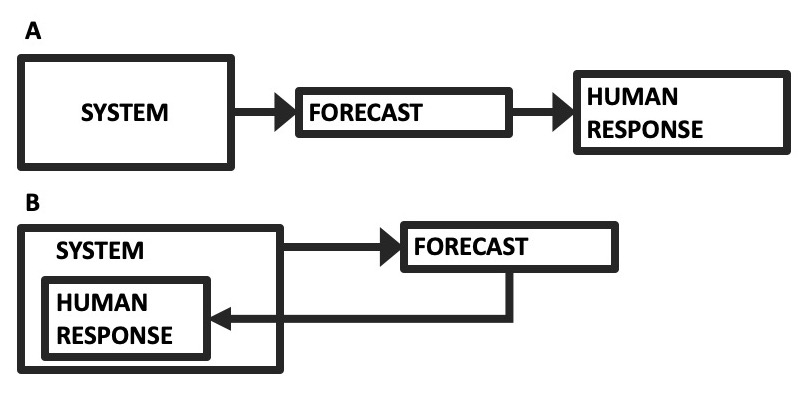 A
SYSTEM
FORECAST
HUMAN
RESPONSE
B
SYSTEM
FORECAST
HUMAN
RESPONSE